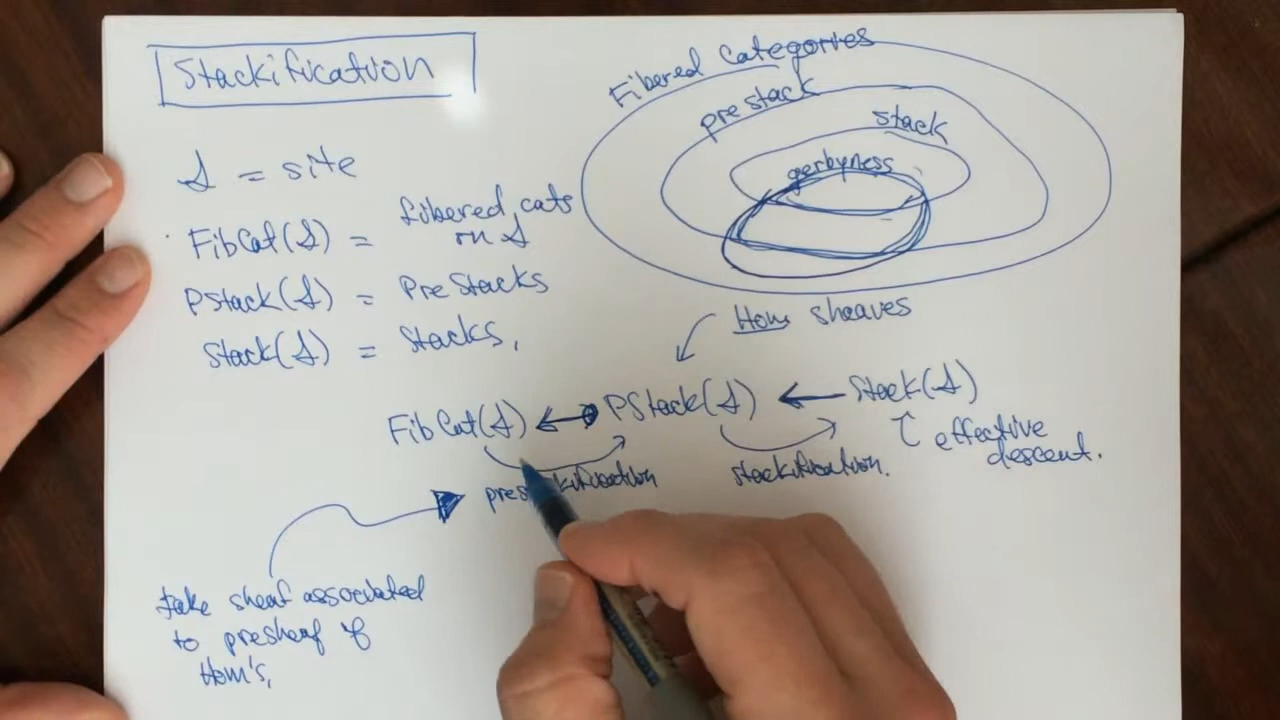 Stackification
Fibered Categories
prestack
stack
gerbyness
S = site
FibCat(S) = fibered cats
on S
PStack(S) = PreStacks
Stack(S) = Stacks,
Hom sheaves
FibCat(S) ← PStack(S) ← Stack(S)
effective
descent.
stackification.
take sheaf associated
to presheaf of
Hom's,